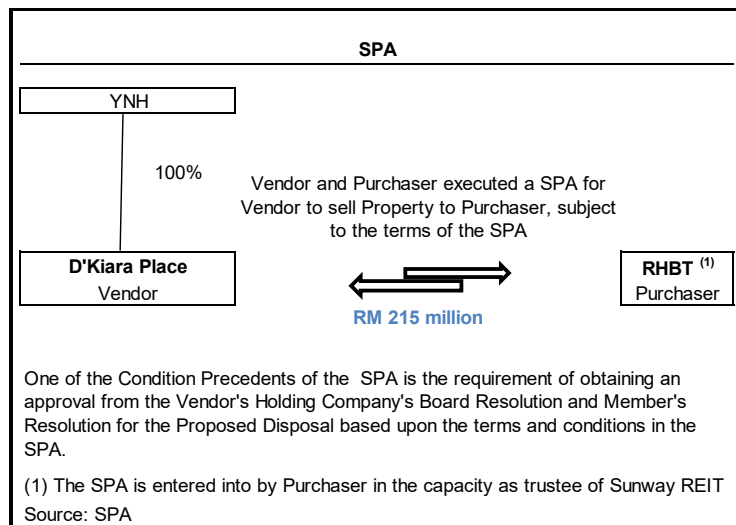 SPA
YNH
100%
Vendor and Purchaser executed a SPA for
Vendor to sell Property to Purchaser, subject
to the terms of the SPA
D'Kiara Place
Vendor
RHBT (1)
Purchaser
RM 215 million
One of the Condition Precedents of the SPA is the requirement of obtaining an
approval from the Vendor's Holding Company's Board Resolution and Member's
Resolution for the Proposed Disposal based upon the terms and conditions in the
SPA.
(1) The SPA is entered into by Purchaser in the capacity as trustee of Sunway REIT
Source: SPA